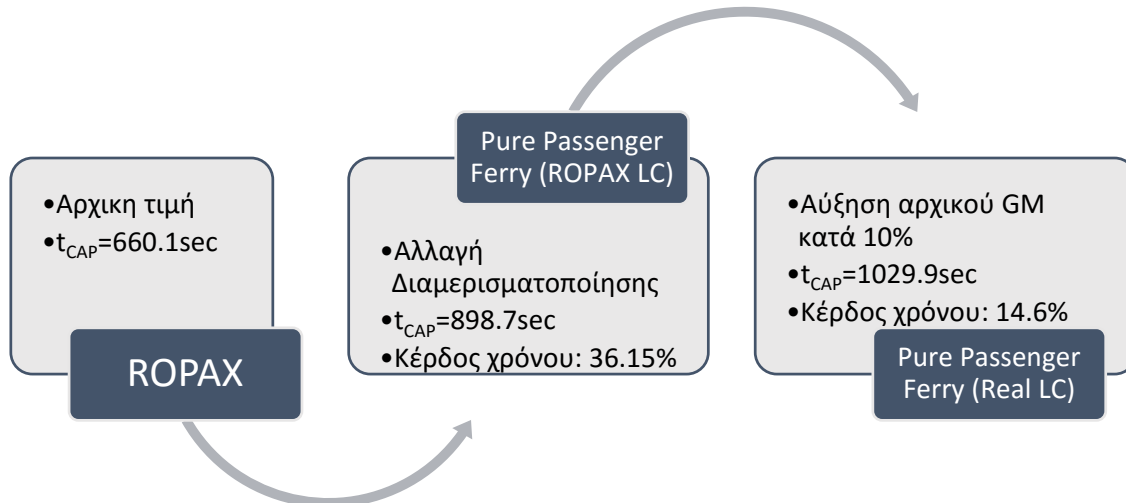 •Αρχικη τιμή
•tCAP=660.1sec
ROPAX
Pure Passenger
Ferry (ROPAX LC)
•Αλλαγή
Διαμερισματοποίησης
•tCAP=898.7sec
•Κέρδος χρόνου: 36.15%
•Αύξηση αρχικού GM
κατά 10%
•tCAP=1029.9sec
•Κέρδος χρόνου: 14.6%
Pure Passenger
Ferry (Real LC)